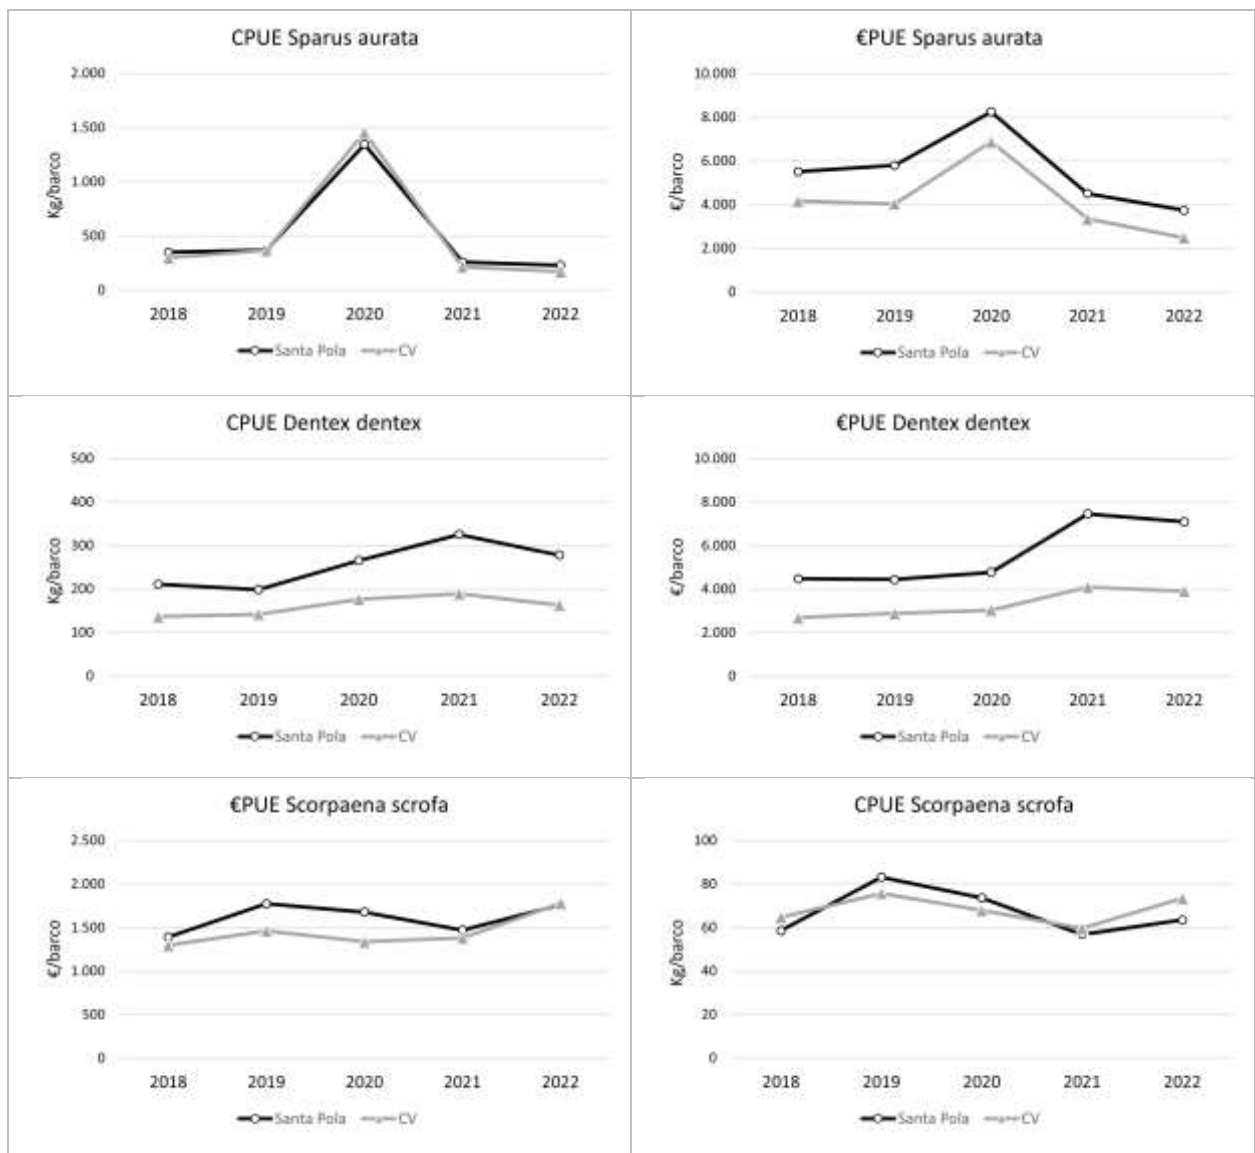 CPUE Sparus aurata
2.000
1.500
1.000
500
0
Kg/barco
2018 2019 2020 2021 2022
Santa Pola CV
€PUE Sparus aurata
10.000
8.000
6.000
4.000
2.000
0
€/barco
2018 2019 2020 2021 2022
Santa Pola CV
CPUE Dentex dentex
500
400
300
200
100
0
Kg/barco
2018 2019 2020 2021 2022
Santa Pola CV
€PUE Dentex dentex
10.000
8.000
6.000
4.000
2.000
0
€/barco
2018 2019 2020 2021 2022
Santa Pola CV
€PUE Scorpaena scrofa
2.500
2.000
1.500
1.000
500
0
€/barco
2018 2019 2020 2021 2022
Santa Pola CV
CPUE Scorpaena scrofa
100
80
60
40
20
0
Kg/barco
2018 2019 2020 2021 2022
Santa Pola CV